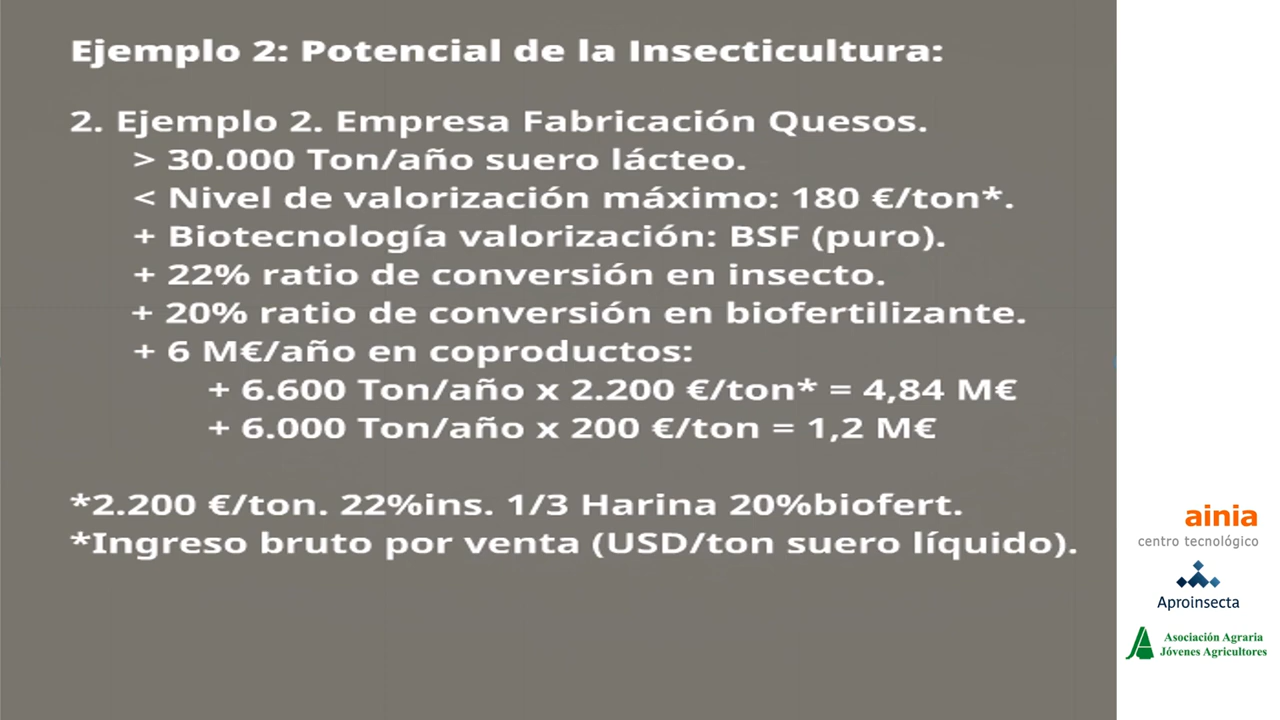 Ejemplo 2: Potencial de la Insecticultura:
2. Ejemplo 2. Empresa Fabricación Quesos.
> 30.000 Ton/año suero lácteo.
< Nivel de valorización máximo: 180 €/ton*.
+ Biotecnología valorización: BSF (puro).
+ 22% ratio de conversión en insecto.
+ 20% ratio de conversión en biofertilizante.
+ 6 M€/año en coproductos:
+ 6.600 Ton/año x 2.200 €/ton* = 4,84 M€
+ 6.000 Ton/año x 200 €/ton = 1,2 M€
*2.200 €/ton. 22%ins. 1/3 Harina 20%biofert.
*Ingreso bruto por venta (USD/ton suero líquido).
ainia
centro tecnológico
Aproinsecta
Asociación Agraria
Jóvenes Agricultores